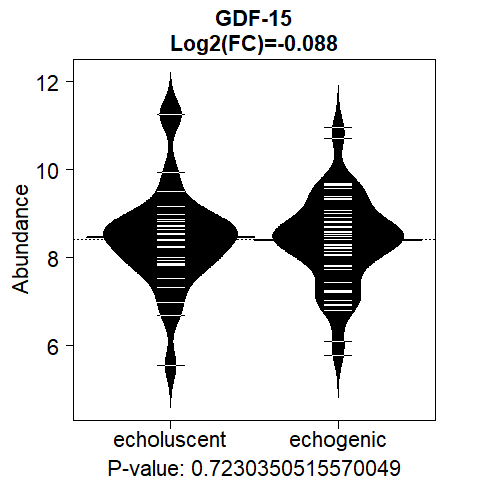 GDF-15
Log2(FC)=-0.088
12
10
8
6
Abundance
echoluscent echogenic
P-value: 0.7230350515570049